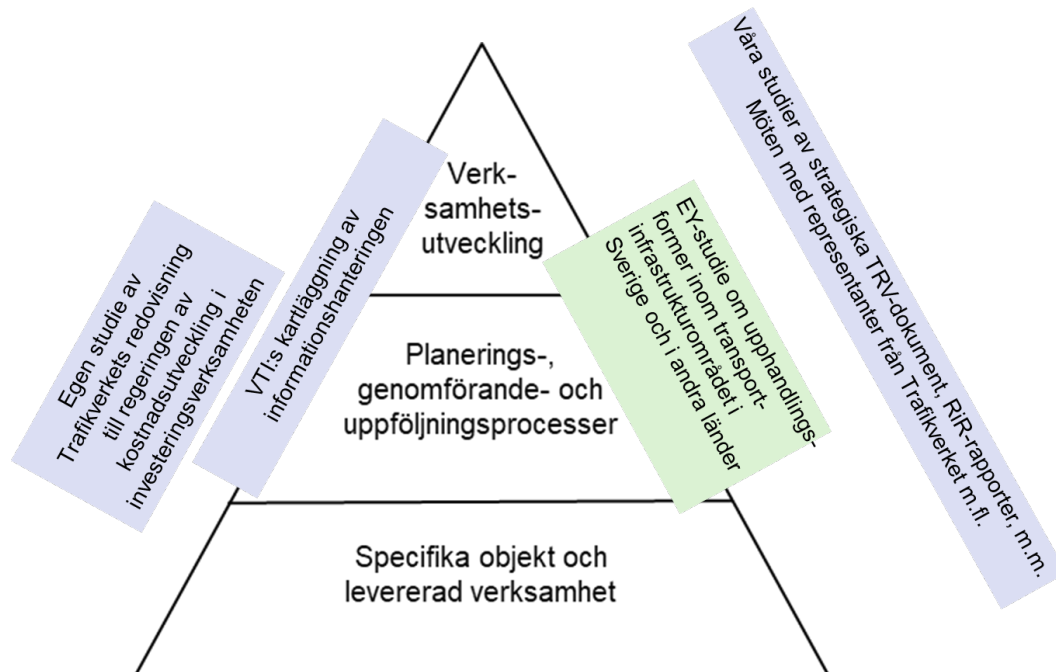 Verk-
samhets-
utveckling
Planerings-,
genomförande- och
uppföljningsprocesser
Specifika objekt och
levererad verksamhet
Egen studie av
Trafikverkets redovisning
till regeringen av
kostnadsutveckling i
investeringsverksamheten
VTI:s kartläggning av
informationshanteringen
EY-studie om upphandlings-
former inom transport-
infrastrukturområdet i
Sverige och i andra länder
Våra studier av strategiska TRV-dokument, RiR-rapporter, m.m.
Möten med representanter från Trafikverket m.fl.